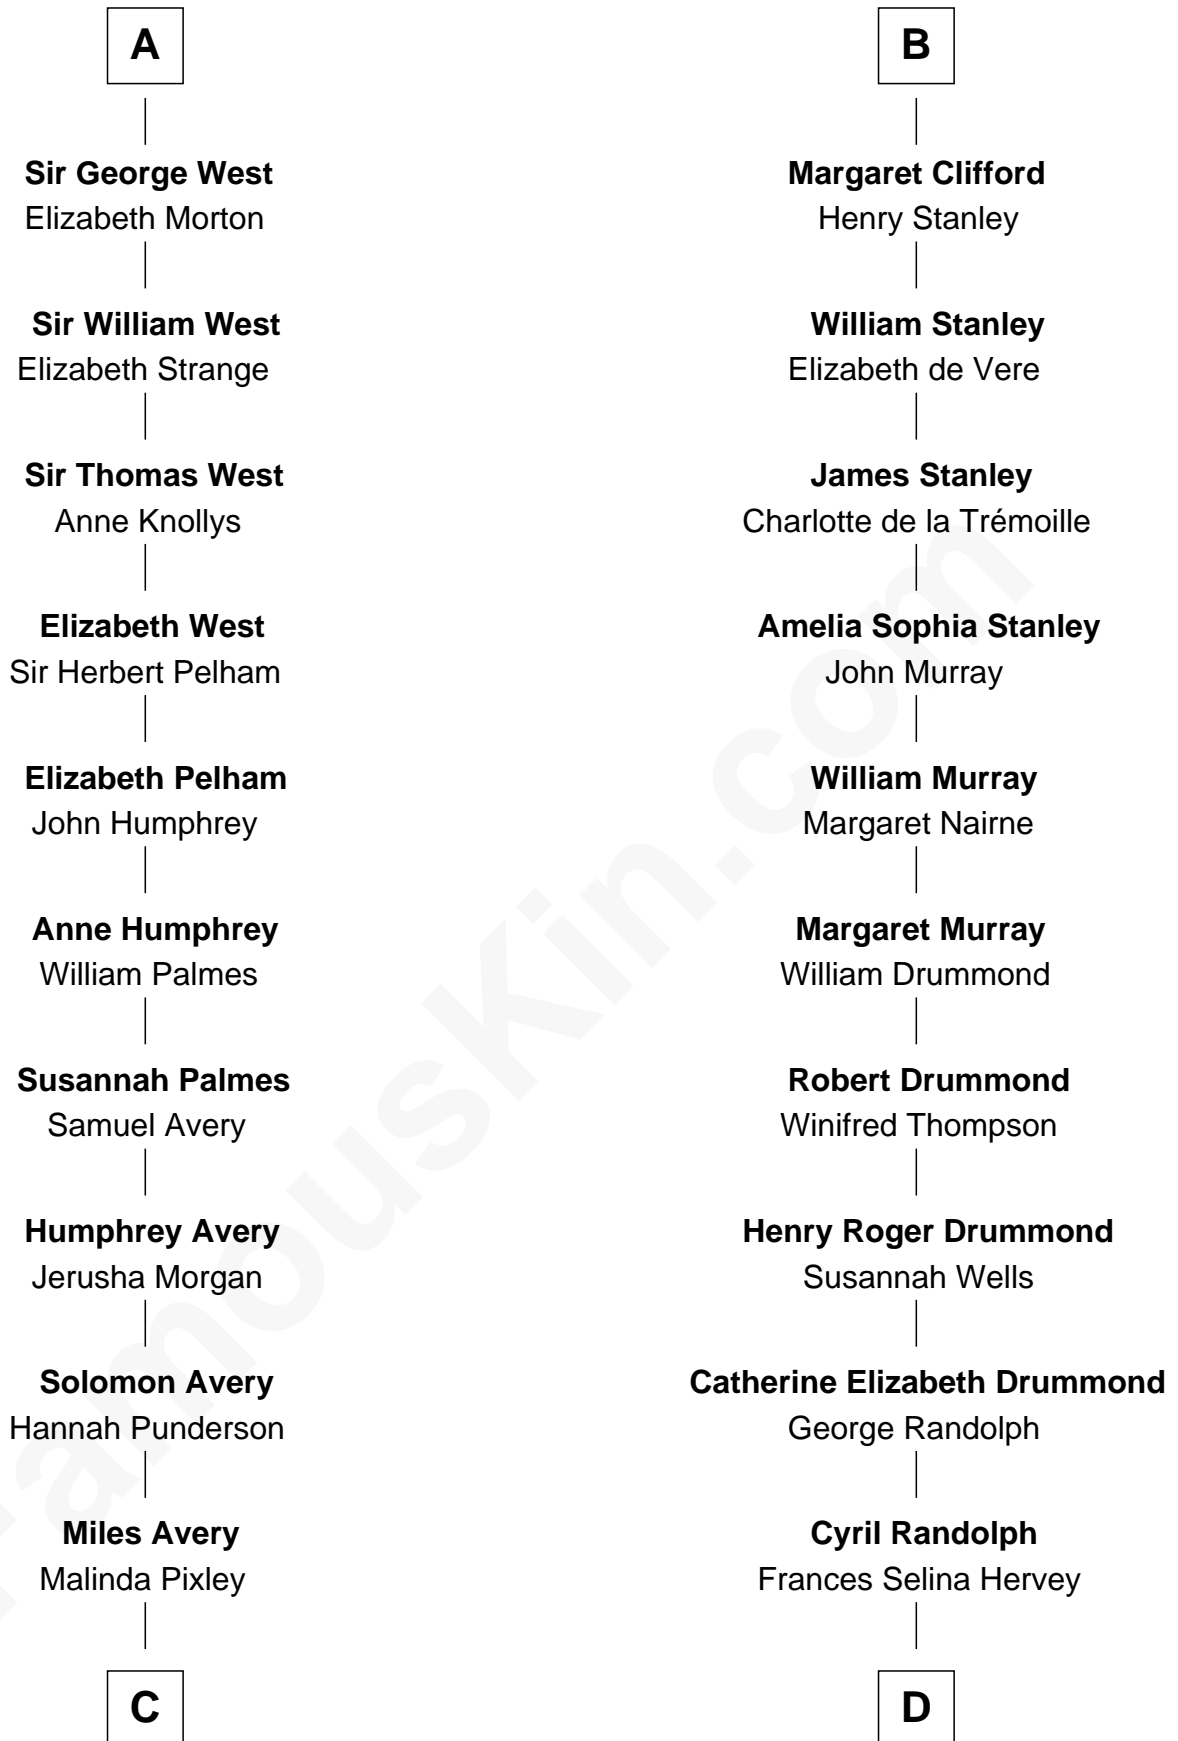 A
Sir George West
Elizabeth Morton
Sir William West
Elizabeth Strange
Sir Thomas West
Anne Knollys
Elizabeth West
Sir Herbert Pelham
Elizabeth Pelham
John Humphrey
Anne Humphrey
William Palmes
Susannah Palmes
Samuel Avery
Humphrey Avery
Jerusha Morgan
Solomon Avery
Hannah Punderson
Miles Avery
Malinda Pixley
C
B
Margaret Clifford
Henry Stanley
William Stanley
Elizabeth de Vere
James Stanley
Charlotte de la Trémoille
Amelia Sophia Stanley
John Murray
William Murray
Margaret Nairne
Margaret Murray
William Drummond
Robert Drummond
Winifred Thompson
Henry Roger Drummond
Susannah Wells
Catherine Elizabeth Drummond
George Randolph
Cyril Randolph
Frances Selina Hervey
D
FamousKin.com